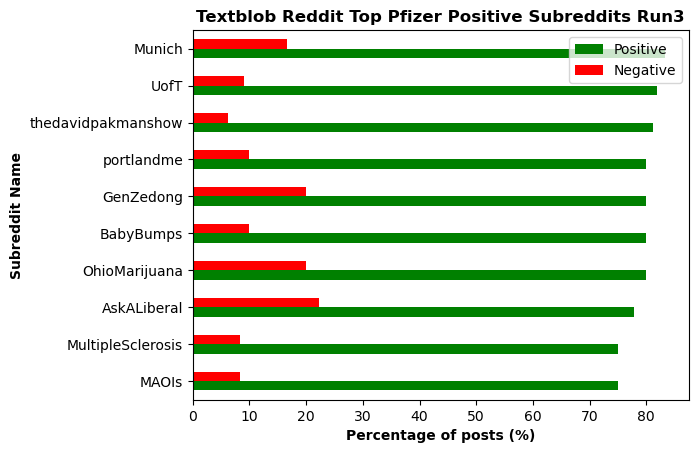 Textblob Reddit Top Pfizer Positive Subreddits Run3
Positive
Negative
Subreddit Name
Munich
UofT
thedavidpakmanshow
portlandme
GenZedong
BabyBumps
OhioMarijuana
AskALiberal
MultipleSclerosis
MAOIs
0 10 20 30 40 50 60 70 80
Percentage of posts (%)